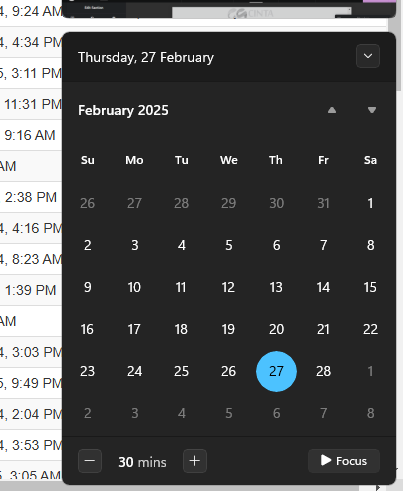 4, 9:24 AM
Edit Section
4, 4:34 PM
5, 3:11 PM
11:31 PM
9:16 AM
AM
2:38 PM
4, 4:16 PM
4, 8:23 AM
1:39 PM
AM
4, 3:03 PM
5, 9:49 PM
4, 2:04 PM
4, 3:53 PM
5, 3:05 AM
Thursday, 27 February
February 2025
Su Mo Tu We Th Fr Sa
26 27 28 29 30 31 1
2 3 4 5 6 7 8
9 10 11 12 13 14 15
16 17 18 19 20 21 22
23 24 25 26 27 28 1
2 3 4 5 6 7 8
30 mins
Focus